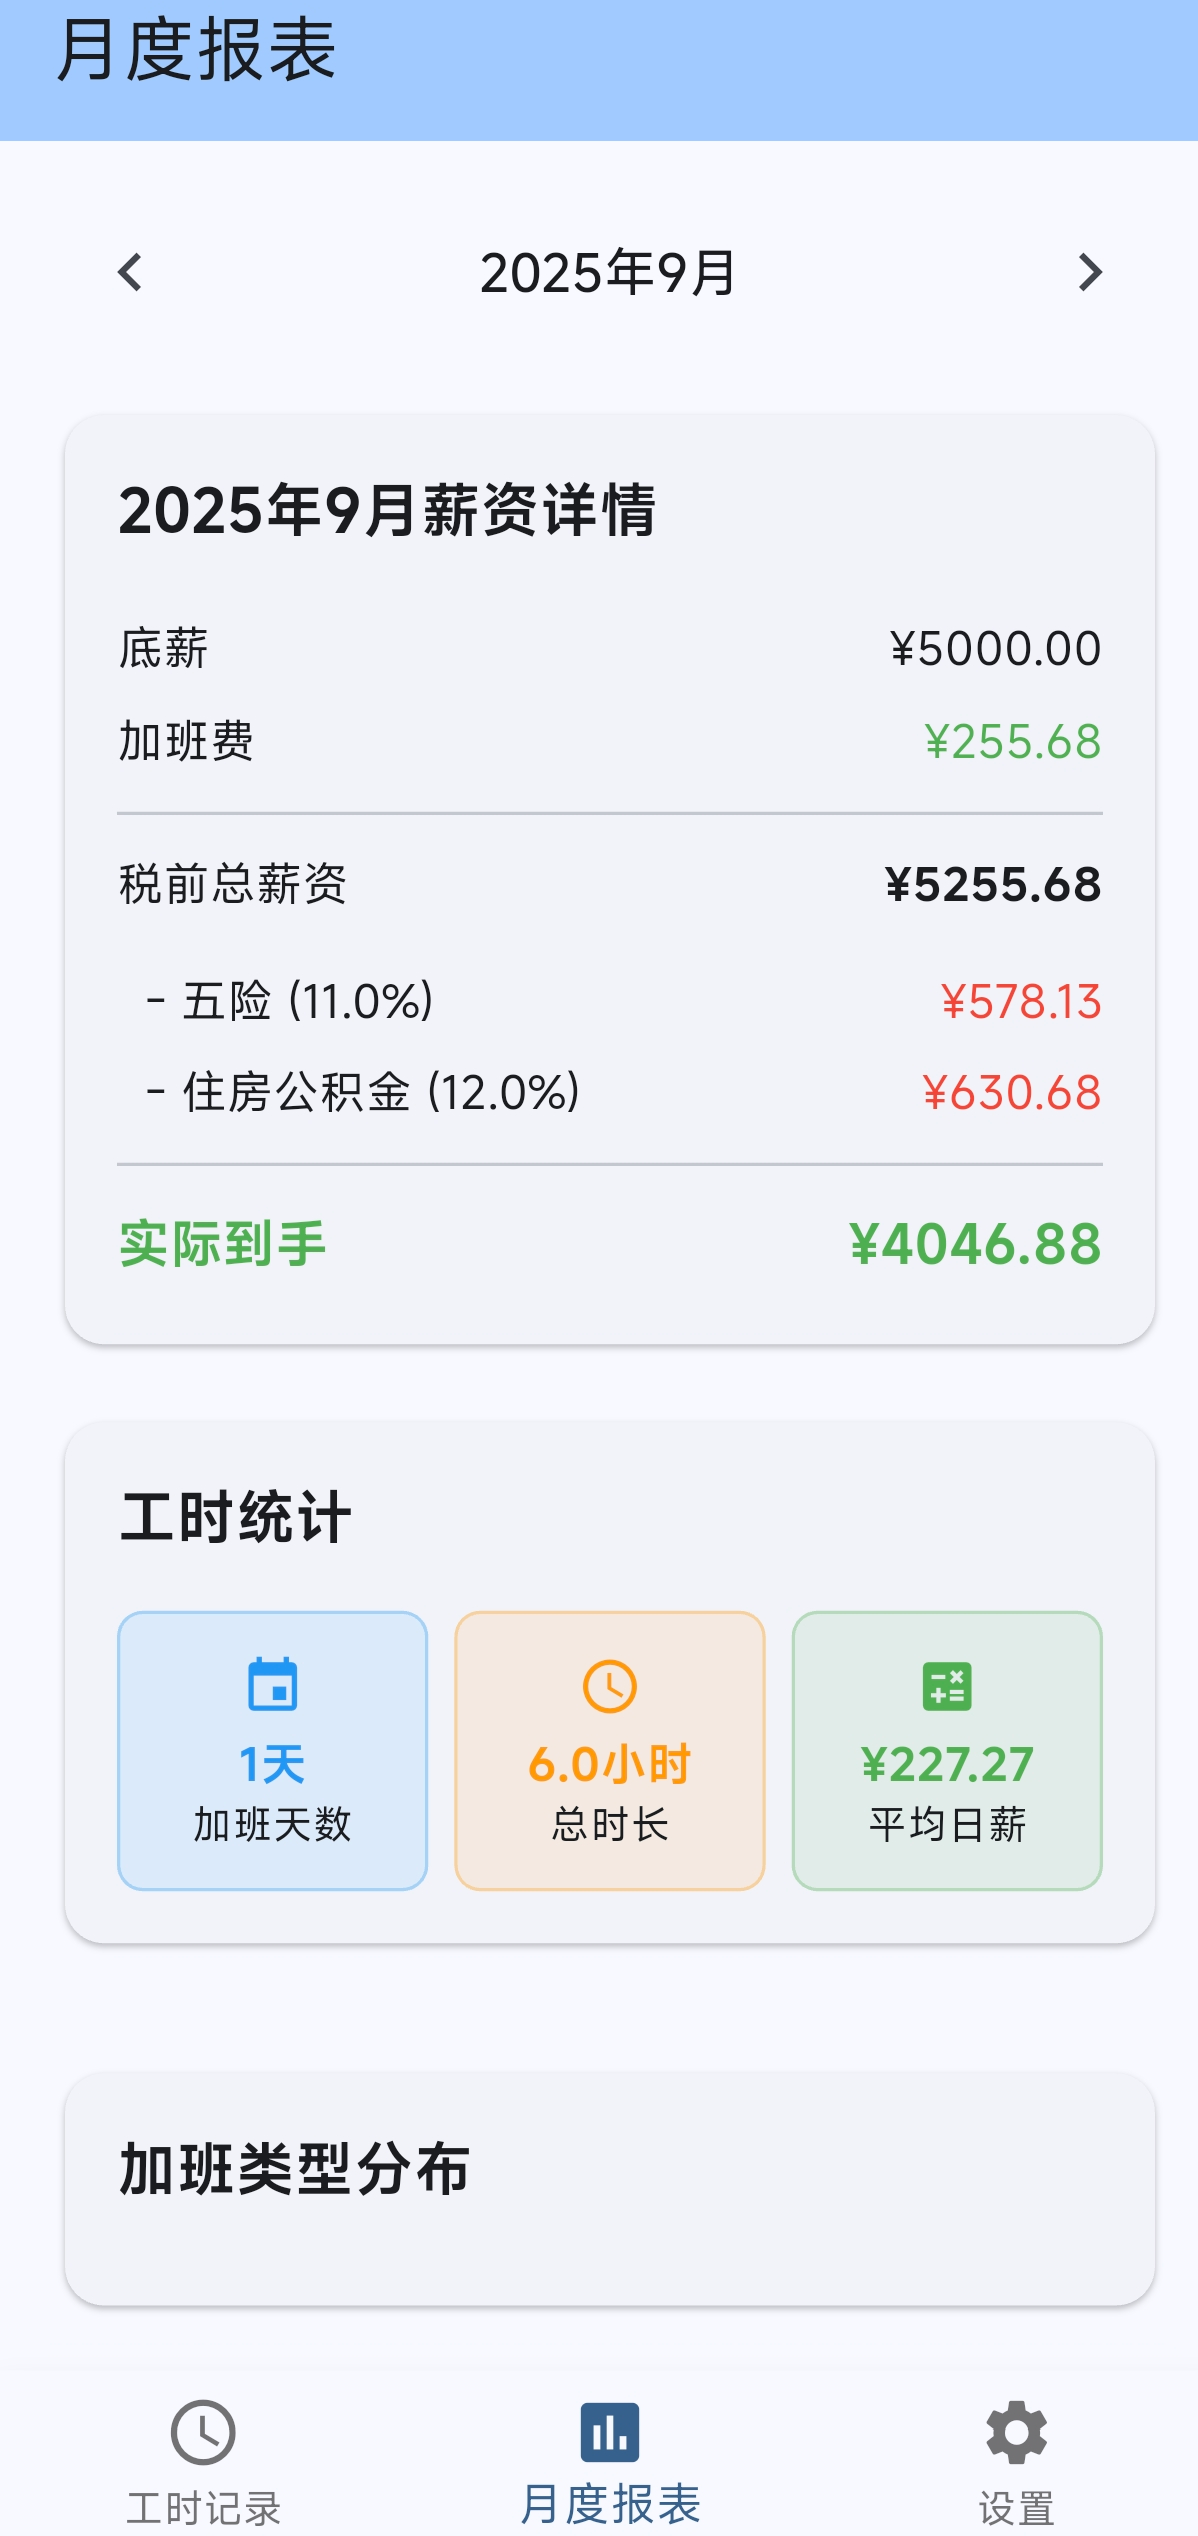 月度报表
2025年9月
2025年9月薪资详情
底薪 ¥5000.00
加班费 ¥255.68
税前总薪资 ¥5255.68
- 五险 (11.0%) ¥578.13
- 住房公积金 (12.0%) ¥630.68
实际到手 ¥4046.88
工时统计
1天 6.0小时 ¥227.27
加班天数 总时长 平均日薪
加班类型分布
工时记录 月度报表 设置